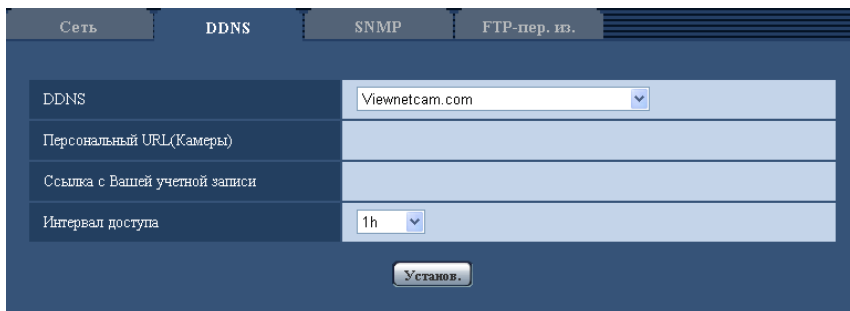 Сеть DDNS SNMP FTP-пер. из.
DDNS Viewnetcam.com
Персональный URL(Камеры)
Ссылка с Вашей учетной записи
Интервал доступа 1h
Установ.